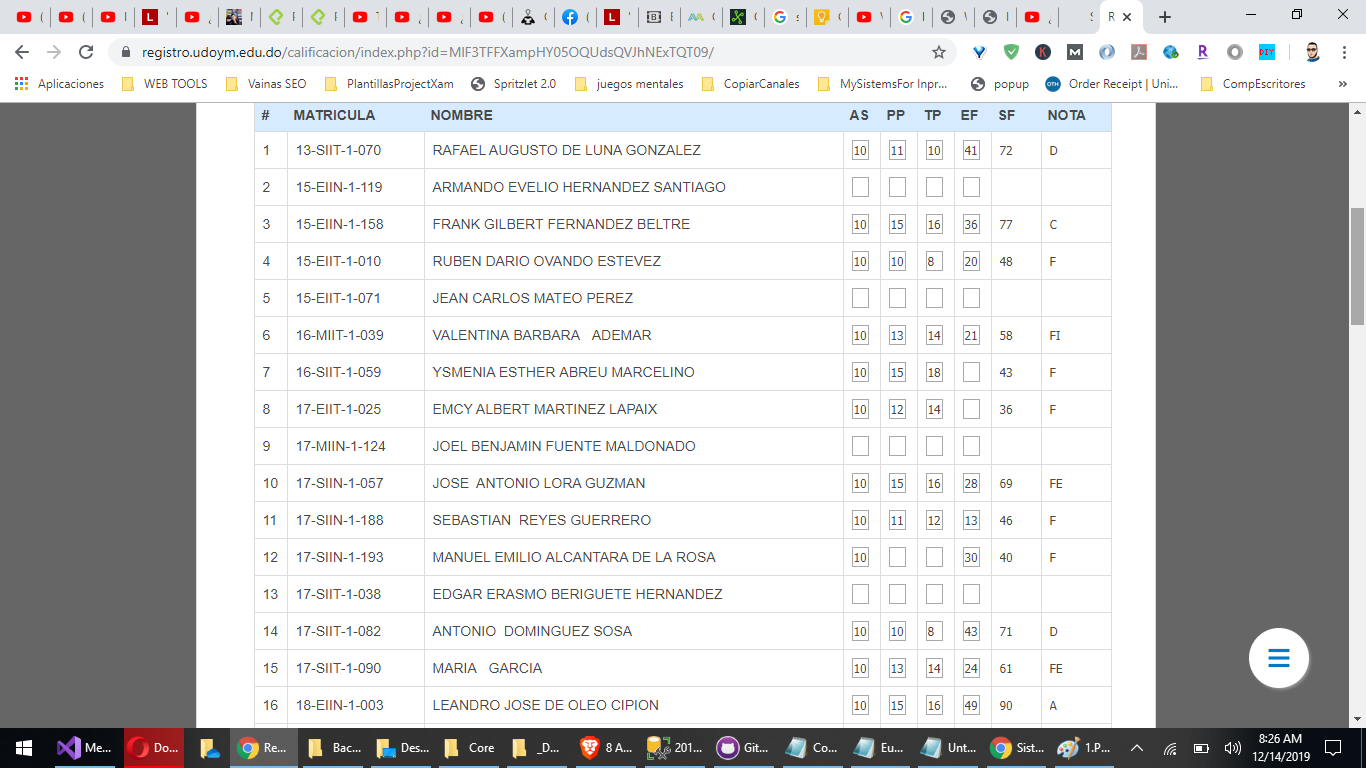 registro.udoym.edu.do/calificacion/index.php?id=MIF3TFFXampHY05OQUdsQVJhNExTQT09/
Aplicaciones WEB TOOLS Vainas SEO PlantillasProjectXam Spritzlet 2.0 juegos mentales CopiarCanales MySistemsFor Inpr... popup Order Receipt | Uni... CompEscritores »
# MATRICULA NOMBRE AS PP TP EF SF NOTA
1 13-SIIT-1-070 RAFAEL AUGUSTO DE LUNA GONZALEZ 10 11 10 41 72 D
2 15-EIIN-1-119 ARMANDO EVELIO HERNANDEZ SANTIAGO
3 15-EIIN-1-158 FRANK GILBERT FERNANDEZ BELTRE 10 15 16 36 77 C
4 15-EIIT-1-010 RUBEN DARIO OVANDO ESTEVEZ 10 10 8 20 48 F
5 15-EIIT-1-071 JEAN CARLOS MATEO PEREZ
6 16-MIIT-1-039 VALENTINA BARBARA ADEMAR 10 13 14 21 58 FI
7 16-SIIT-1-059 YSMENIA ESTHER ABREU MARCELINO 10 15 18 43 F
8 17-EIIT-1-025 EMCY ALBERT MARTINEZ LAPAIX 10 12 14 36 F
9 17-MIIN-1-124 JOEL BENJAMIN FUENTE MALDONADO
10 17-SIIN-1-057 JOSE ANTONIO LORA GUZMAN 10 15 16 28 69 FE
11 17-SIIN-1-188 SEBASTIAN REYES GUERRERO 10 11 12 13 46 F
12 17-SIIN-1-193 MANUEL EMILIO ALCANTARA DE LA ROSA 10 30 40 F
13 17-SIIT-1-038 EDGAR ERASMO BERIGUETE HERNANDEZ
14 17-SIIT-1-082 ANTONIO DOMINGUEZ SOSA 10 10 8 43 71 D
15 17-SIIT-1-090 MARIA GARCIA 10 13 14 24 61 FE
16 18-EIIN-1-003 LEANDRO JOSE DE OLEO CIPION 10 15 16 49 90 A
Me... Do... Re... Bac... Des... Core _D... 8 A... 201... Git... Co... Eu... Unt... Sist... 1.P... 8:26 AM
12/14/2019